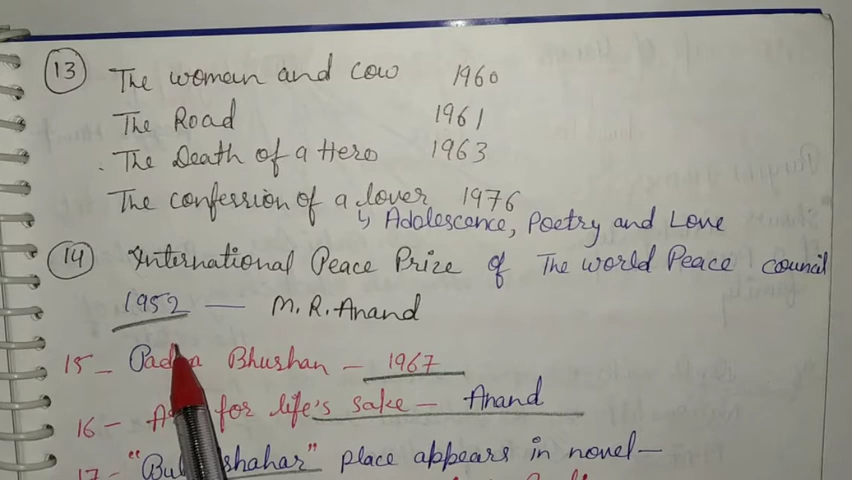 13 The woman and cow 1960
The Road 1961
The Death of a Hero 1963
The confession of a lover 1976
↳ Adolescence, Poetry and Love
14 International Peace Prize of The world Peace council
1952 — M.R. Anand
15 – Bhushan – 1967
16 – for life's sake – Anand
17 – place appears in novel –